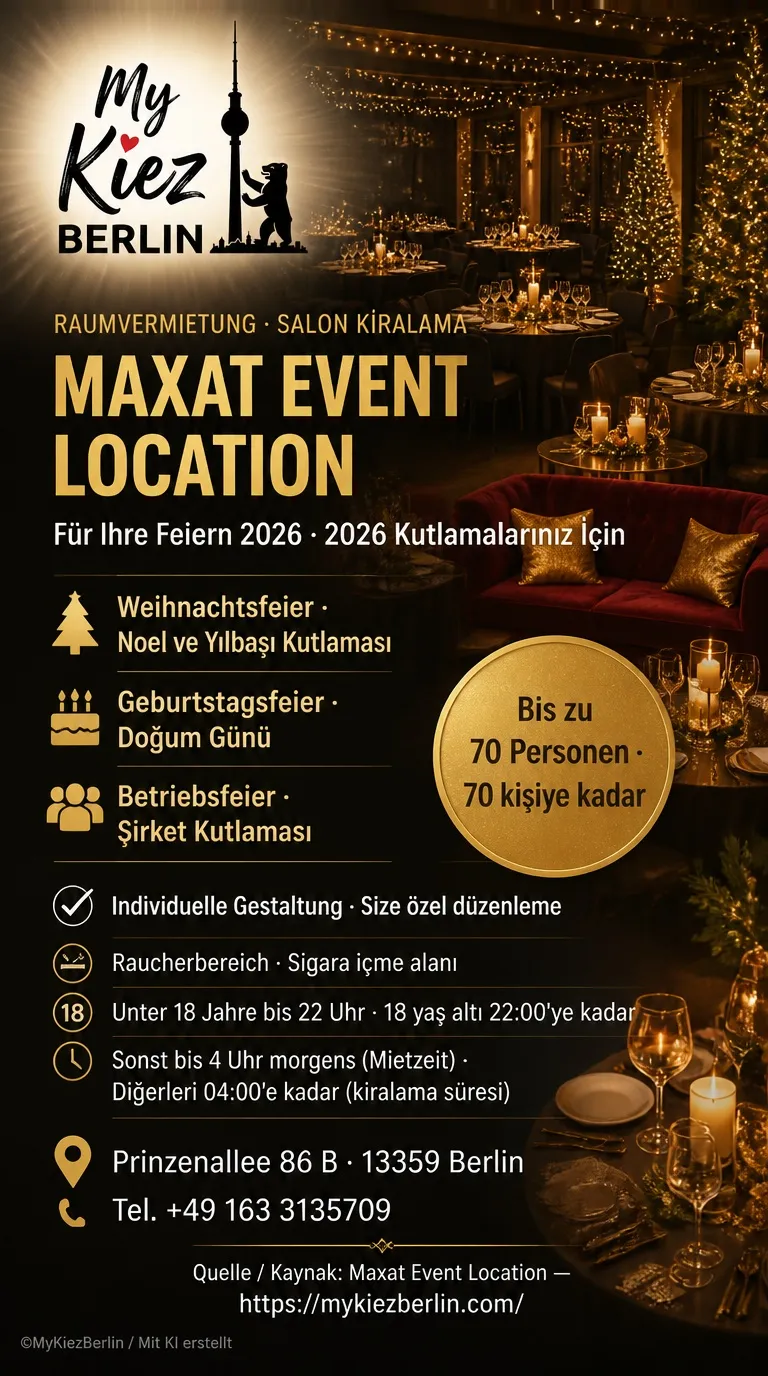 My
Kiez
BERLIN
RAUMVERMIETUNG · SALON KİRALAMA
MAXAT EVENT
LOCATION
Für Ihre Feiern 2026 · 2026 Kutlamalarınız İçin
Weihnachtsfeier ·
Noel ve Yılbaşı Kutlaması
Geburtstagsfeier ·
Doğum Günü
Betriebsfeier ·
Şirket Kutlaması
Bis zu
70 Personen ·
70 kişiye kadar
Individuelle Gestaltung · Size özel düzenleme
Raucherbereich · Sigara içme alanı
18 Unter 18 Jahre bis 22 Uhr · 18 yaş altı 22:00'ye kadar
Sonst bis 4 Uhr morgens (Mietzeit) ·
Diğerleri 04:00'e kadar (kiralama süresi)
Prinzenallee 86 B · 13359 Berlin
Tel. +49 163 3135709
Quelle / Kaynak: Maxat Event Location —
https://mykiezberlin.com/
©MyKiezBerlin / Mit KI erstellt